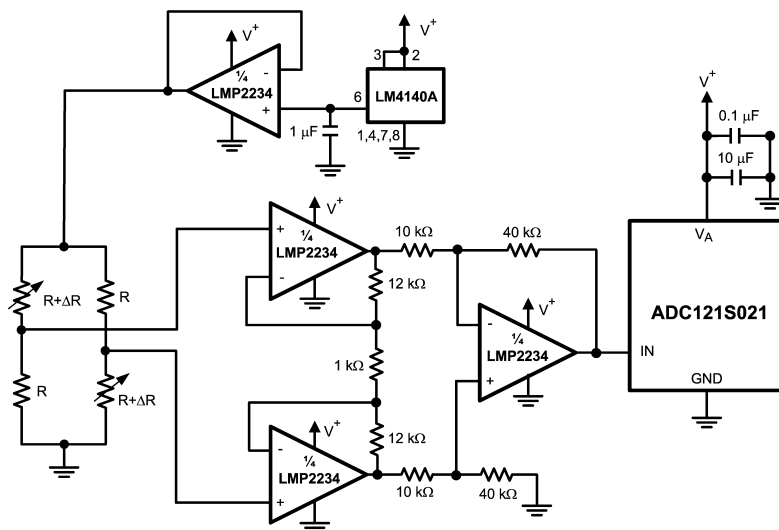 V+
¼
LMP2234
-
+
3
2
V+
6
LM4140A
1,4,7,8
1 µF
V+
0.1 µF
10 µF
VA
ADC121S021
IN
GND
R+ΔR
R
R
R+ΔR
+
-
¼
LMP2234
V+
10 kΩ
40 kΩ
12 kΩ
1 kΩ
12 kΩ
-
+
¼
LMP2234
V+
-
+
¼
LMP2234
V+
10 kΩ
40 kΩ